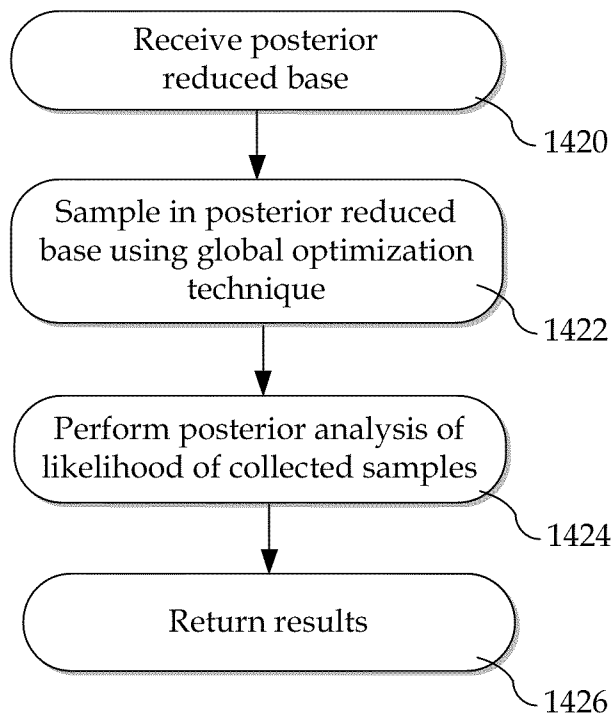 Receive posterior
reduced base
1420
Sample in posterior reduced
base using global optimization
technique
1422
Perform posterior analysis of
likelihood of collected samples
1424
Return results
1426